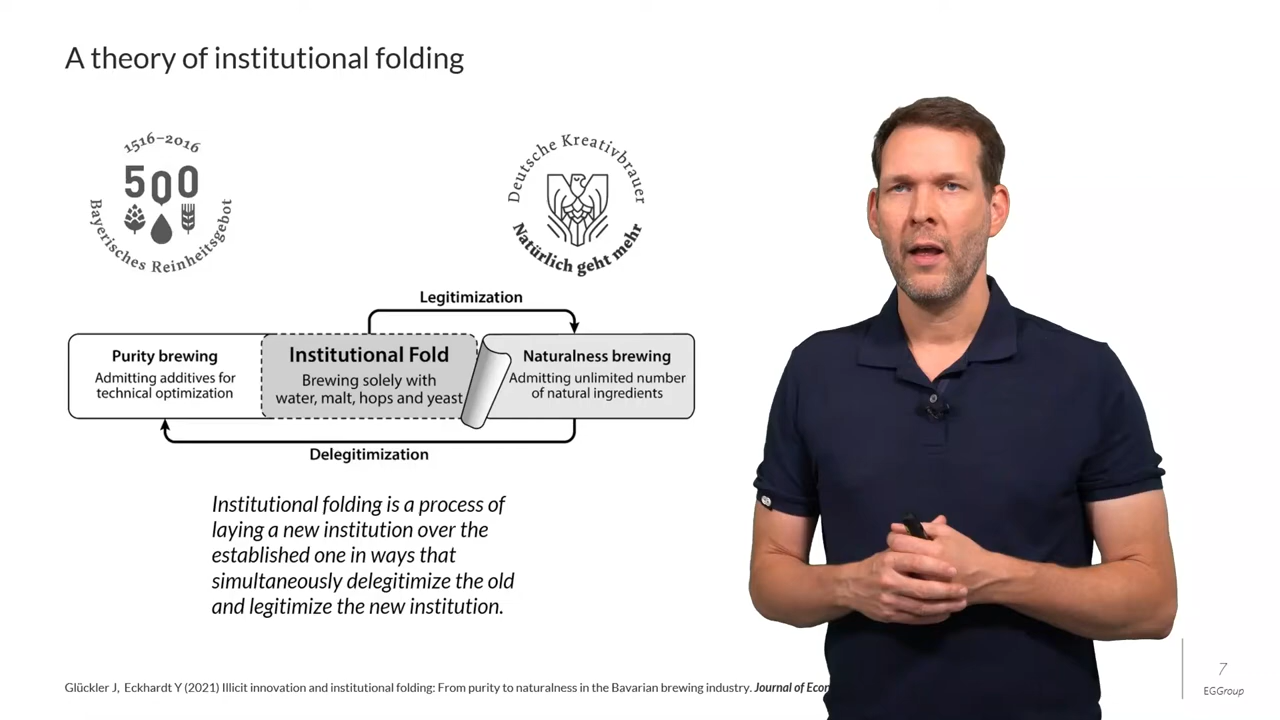 A theory of institutional folding
1516–2016
500
Bayerisches Reinheitsgebot
Deutsche Kreativbrauer
Natürlich geht mehr
Legitimization
Purity brewing
Admitting additives for
technical optimization
Institutional Fold
Brewing solely with
water, malt, hops and yeast
Naturalness brewing
Admitting unlimited number
of natural ingredients
Delegitimization
Institutional folding is a process of
laying a new institution over the
established one in ways that
simultaneously delegitimize the old
and legitimize the new institution.
Glückler J, Eckhardt Y (2021) Illicit innovation and institutional folding: From purity to naturalness in the Bavarian brewing industry. Journal of
7
EGGroup